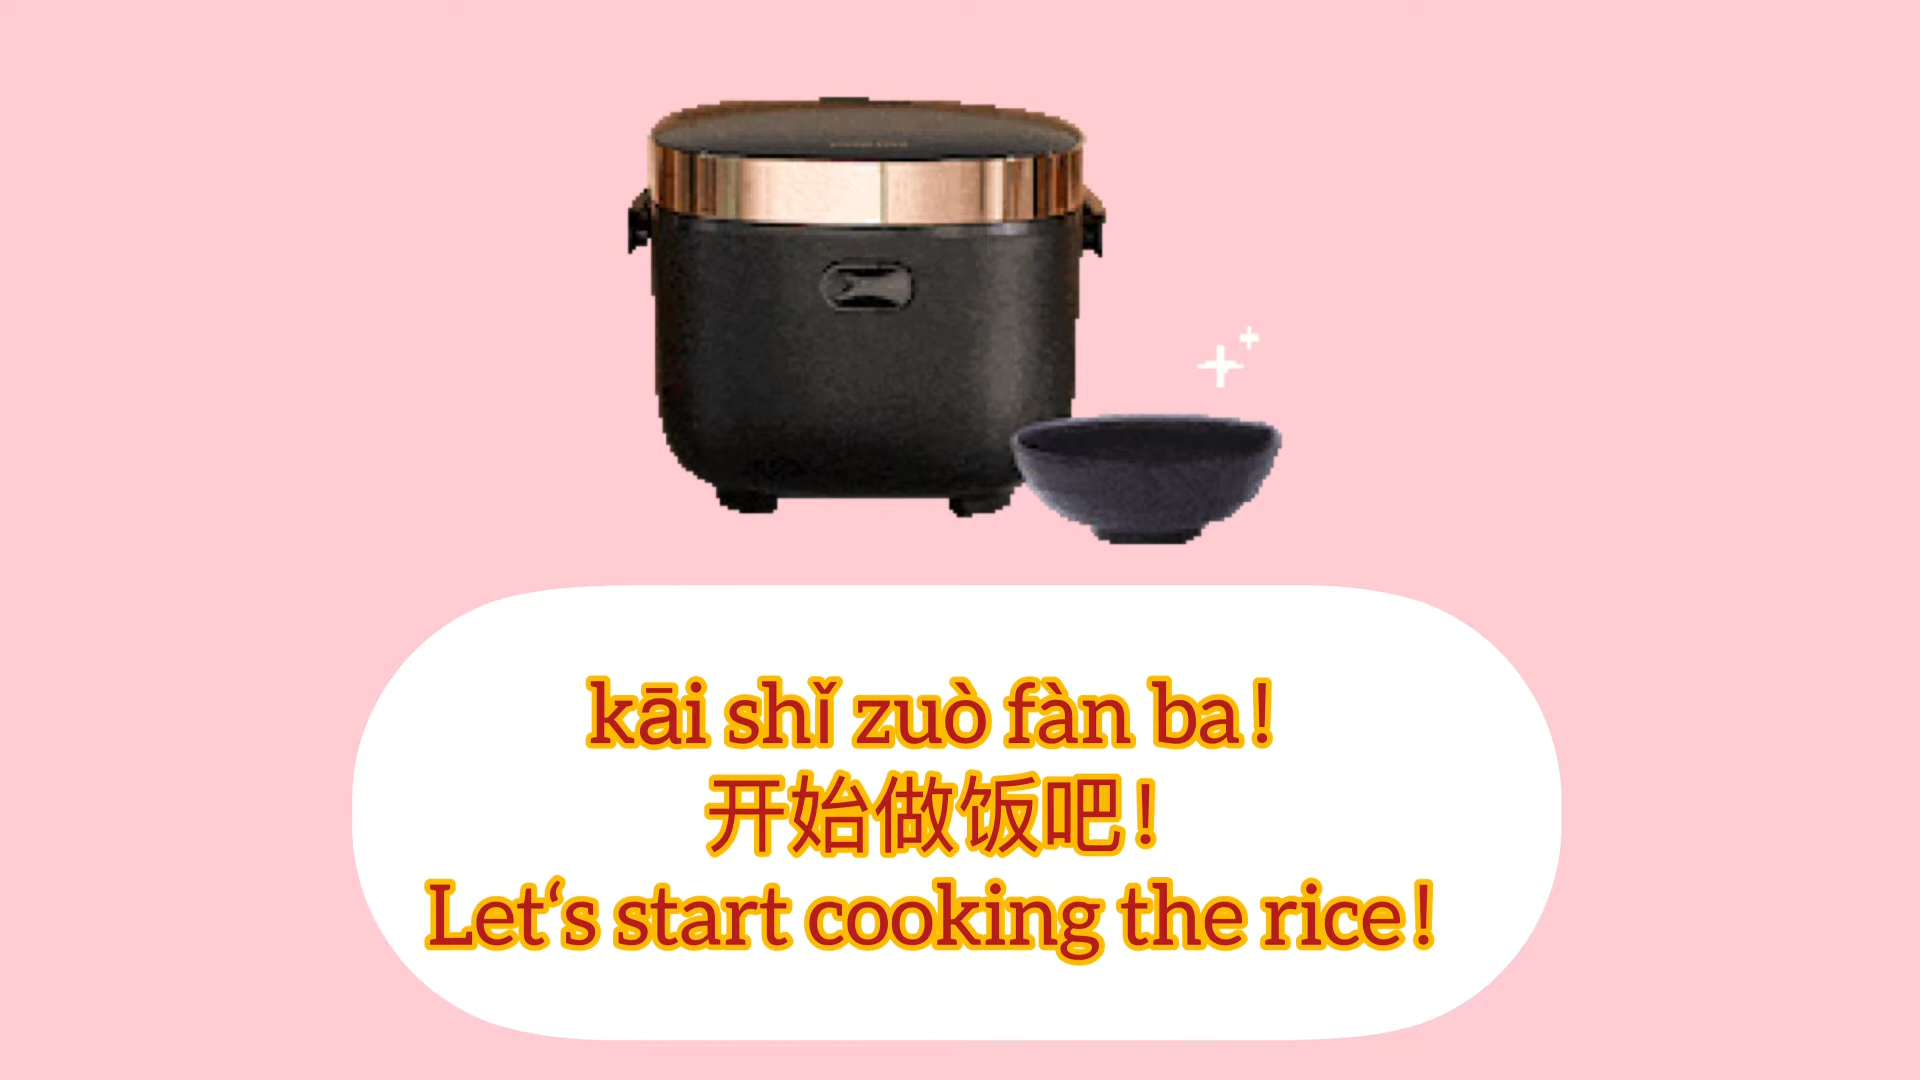 kāi shǐ zuò fàn ba！
开始做饭吧！
Let‘s start cooking the rice！